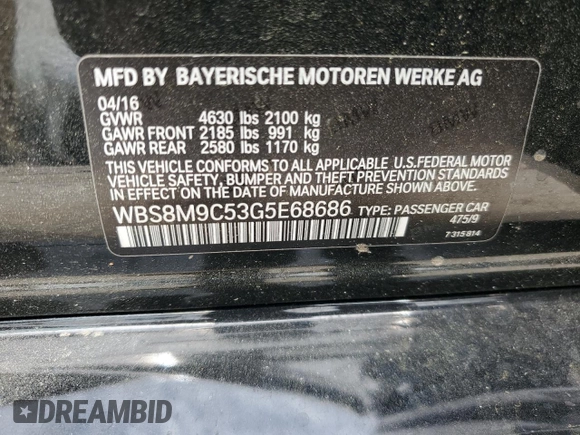 MFD BY BAYERISCHE MOTOREN WERKE AG
04/16
GVWR 4630 lbs 2100 kg
GAWR FRONT 2185 lbs 991 kg
GAWR REAR 2580 lbs 1170 kg
THIS VEHICLE CONFORMS TO ALL APPLICABLE U.S.FEDERAL MOTOR
VEHICLE SAFETY, BUMPER AND THEFT PREVENTION STANDARDS
IN EFFECT ON THE DATE OF MANUFACTURE SHOWN ABOVE.
WBS8M9C53G5E68686 TYPE: PASSENGER CAR
475/9
7315814
DREAMBID